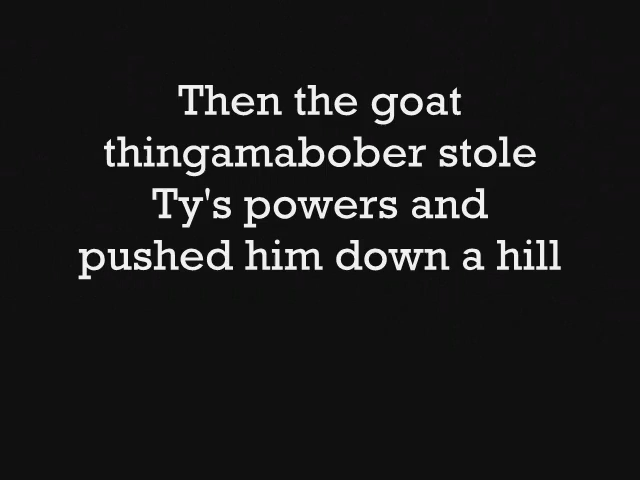 Then the goat
thingamabober stole
Ty's powers and
pushed him down a hill